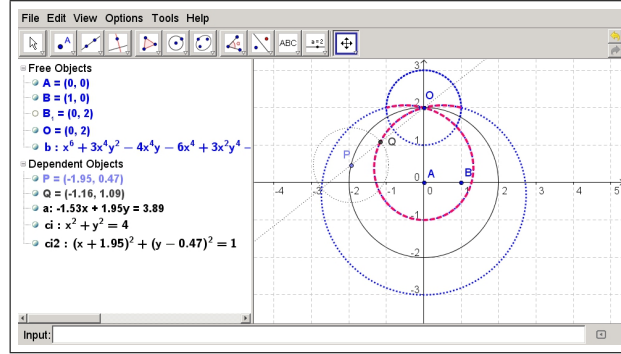 File Edit View Options Tools Help
A
ABC
a=2
Free Objects
A = (0, 0)
B = (1, 0)
B₁ = (0, 2)
O = (0, 2)
b : x⁶ + 3x⁴y² − 4x⁴y − 6x⁴ + 3x²y⁴ −
Dependent Objects
P = (-1.95, 0.47)
Q = (-1.16, 1.09)
a: -1.53x + 1.95y = 3.89
ci : x² + y² = 4
ci2 : (x + 1.95)² + (y − 0.47)² = 1
3
2
O
1
Q
P
0
A
B
-4
-3
-2
-1
0
1
2
3
4
5
-1
-2
-3
Input: